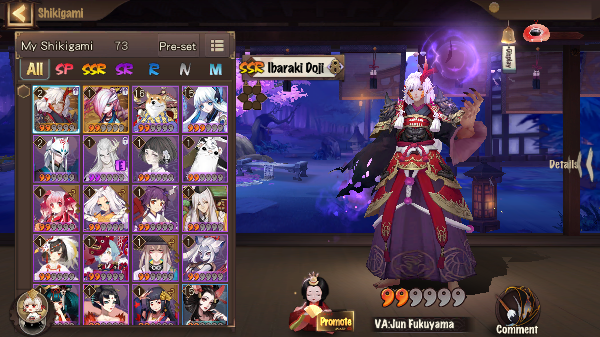 Shikigami
My Shikigami 73 Pre-set
All SP SSR SR R N M
SSR Ibaraki Doji
Display
Details
Promote
VA:Jun Fukuyama
Comment